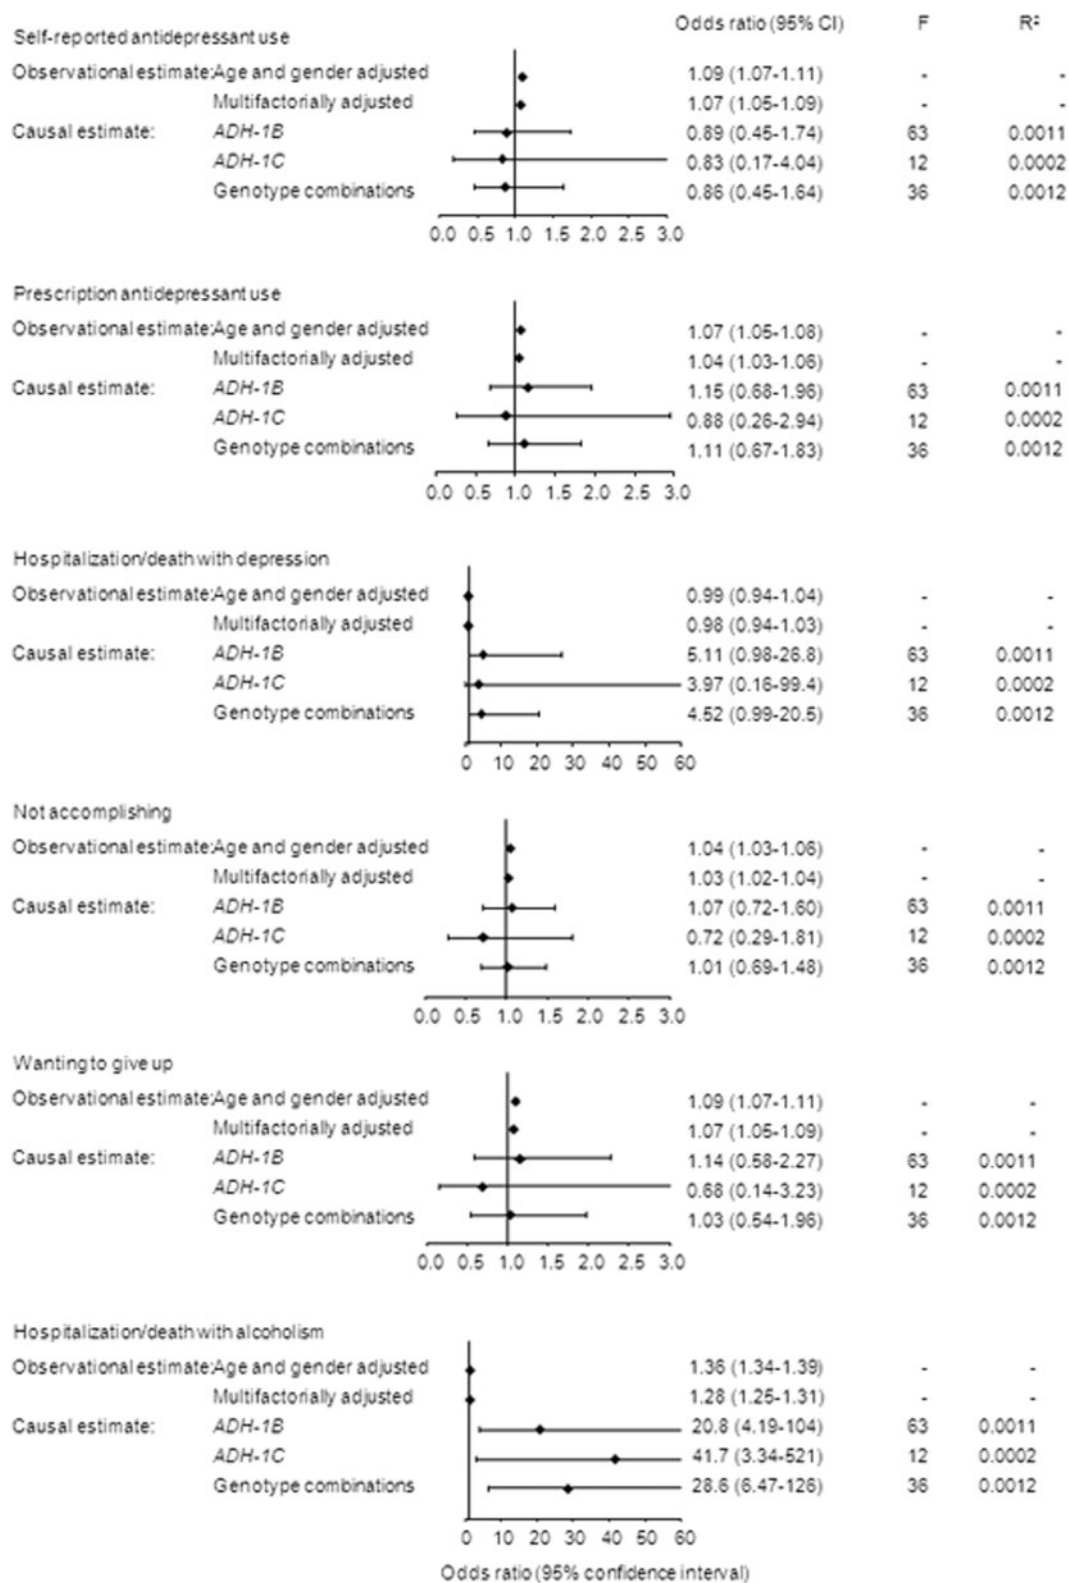 Odds ratio (95% CI) F R²
Self-reported antidepressant use
Observational estimate: Age and gender adjusted 1.09 (1.07-1.11) - -
Multifactorially adjusted 1.07 (1.05-1.09) - -
Causal estimate: ADH-1B 0.89 (0.45-1.74) 63 0.0011
ADH-1C 0.83 (0.17-4.04) 12 0.0002
Genotype combinations 0.86 (0.45-1.64) 36 0.0012
0.0 0.5 1.0 1.5 2.0 2.5 3.0
Prescription antidepressant use
Observational estimate: Age and gender adjusted 1.07 (1.05-1.08) - -
Multifactorially adjusted 1.04 (1.03-1.06) - -
Causal estimate: ADH-1B 1.15 (0.68-1.96) 63 0.0011
ADH-1C 0.88 (0.26-2.94) 12 0.0002
Genotype combinations 1.11 (0.67-1.83) 36 0.0012
0.0 0.5 1.0 1.5 2.0 2.5 3.0
Hospitalization/death with depression
Observational estimate: Age and gender adjusted 0.99 (0.94-1.04) - -
Multifactorially adjusted 0.98 (0.94-1.03) - -
Causal estimate: ADH-1B 5.11 (0.98-26.8) 63 0.0011
ADH-1C 3.97 (0.16-99.4) 12 0.0002
Genotype combinations 4.52 (0.99-20.5) 36 0.0012
0 10 20 30 40 50 60
Not accomplishing
Observational estimate: Age and gender adjusted 1.04 (1.03-1.06) - -
Multifactorially adjusted 1.03 (1.02-1.04) - -
Causal estimate: ADH-1B 1.07 (0.72-1.60) 63 0.0011
ADH-1C 0.72 (0.29-1.81) 12 0.0002
Genotype combinations 1.01 (0.69-1.48) 36 0.0012
0.0 0.5 1.0 1.5 2.0 2.5 3.0
Wanting to give up
Observational estimate: Age and gender adjusted 1.09 (1.07-1.11) - -
Multifactorially adjusted 1.07 (1.05-1.09) - -
Causal estimate: ADH-1B 1.14 (0.58-2.27) 63 0.0011
ADH-1C 0.68 (0.14-3.23) 12 0.0002
Genotype combinations 1.03 (0.54-1.96) 36 0.0012
0.0 0.5 1.0 1.5 2.0 2.5 3.0
Hospitalization/death with alcoholism
Observational estimate: Age and gender adjusted 1.36 (1.34-1.39) - -
Multifactorially adjusted 1.28 (1.25-1.31) - -
Causal estimate: ADH-1B 20.8 (4.19-104) 63 0.0011
ADH-1C 41.7 (3.34-521) 12 0.0002
Genotype combinations 28.6 (6.47-126) 36 0.0012
0 10 20 30 40 50 60
Odds ratio (95% confidence interval)